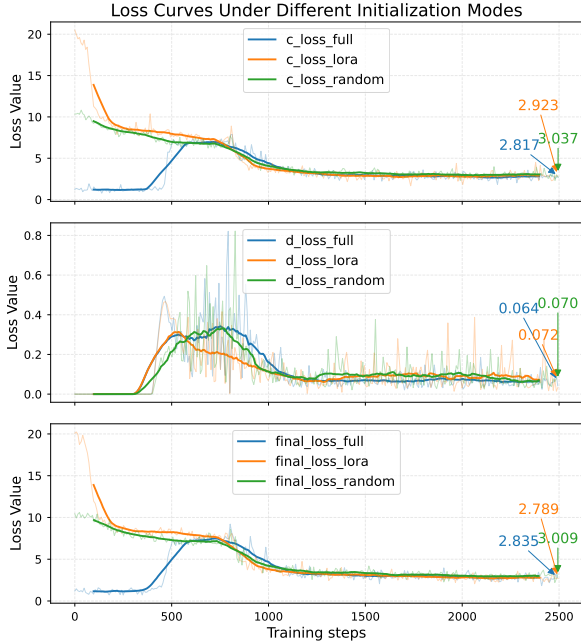 Loss Curves Under Different Initialization Modes
Loss Value
20
15
10
5
0
c_loss_full
c_loss_lora
c_loss_random
2.923
2.817
3.037
Loss Value
0.8
0.6
0.4
0.2
0.0
d_loss_full
d_loss_lora
d_loss_random
0.064
0.070
0.072
Loss Value
20
15
10
5
0
final_loss_full
final_loss_lora
final_loss_random
2.789
2.835
3.009
0 500 1000 1500 2000 2500
Training steps